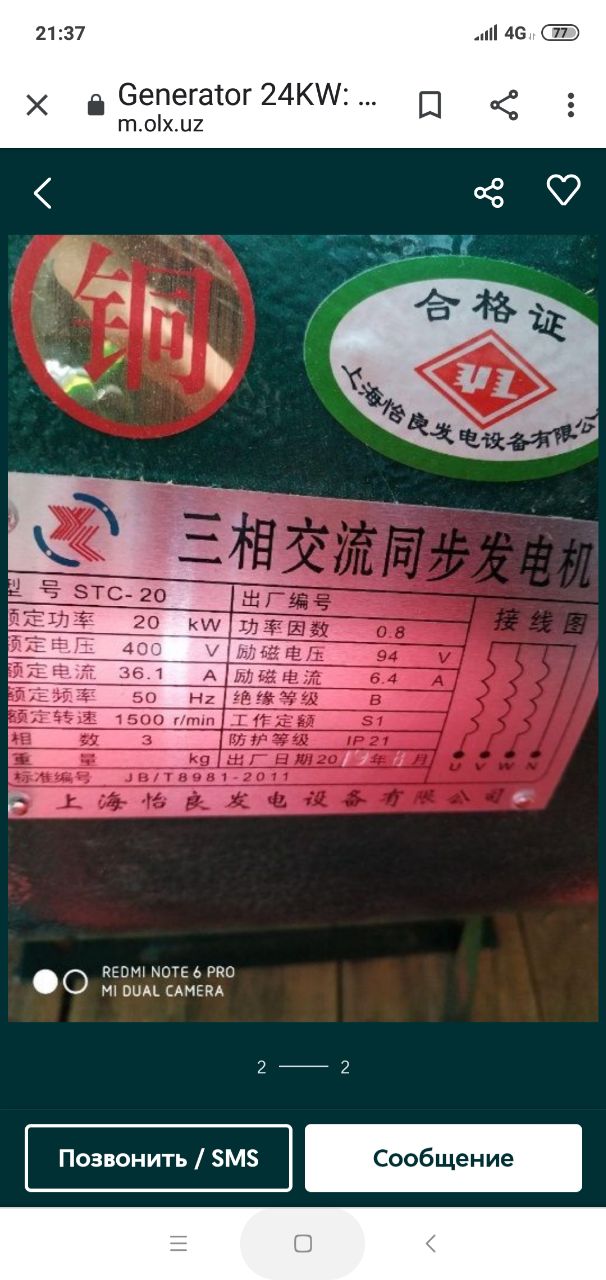 21:37
4G 77
Generator 24KW: ...
m.olx.uz
铜
合格证
上海怡良发电设备有限公
三相交流同步发电机
型 号 STC-20 出厂编号
额定功率 20 kW 功率因数 0.8
接线图
额定电压 400 V 励磁电压 94 V
额定电流 36.1 A 励磁电流 6.4 A
额定频率 50 Hz 绝缘等级 B
额定转速 1500 r/min 工作定额 S1
相 数 3 防护等级 IP21
重 量 kg 出厂日期 2019年8月
U V W N
标准编号 JB/T8981-2011
上海怡良发电设备有限公司
REDMI NOTE 6 PRO
MI DUAL CAMERA
2 2
Позвонить / SMS
Сообщение